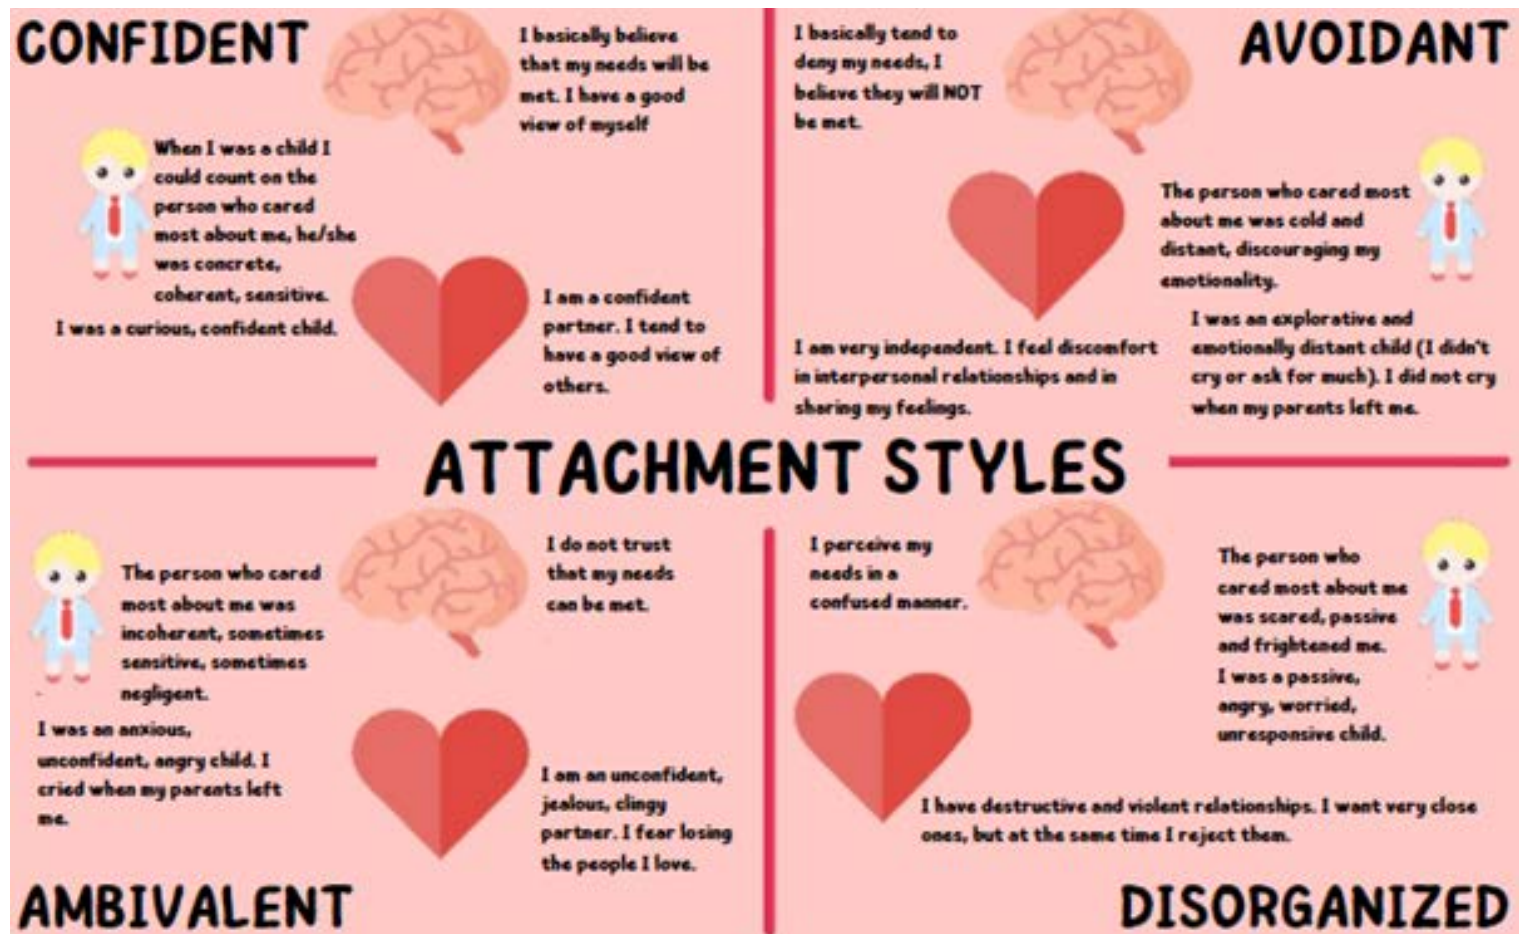 CONFIDENT
I basically believe
that my needs will be
met. I have a good
view of myself
When I was a child I
could count on the
person who cared
most about me, he/she
was concrete,
coherent, sensitive.
I was a curious, confident child.
I am a confident
partner. I tend to
have a good view of
others.
AVOIDANT
I basically tend to
deny my needs, I
believe they will NOT
be met.
The person who cared most
about me was cold and
distant, discouraging my
emotionality.
I was an explorative and
emotionally distant child (I didn't
cry or ask for much). I did not cry
when my parents left me.
I am very independent. I feel discomfort
in interpersonal relationships and in
sharing my feelings.
ATTACHMENT STYLES
The person who cared
most about me was
incoherent, sometimes
sensitive, sometimes
negligent.
I was an anxious,
unconfident, angry child. I
cried when my parents left
me.
I do not trust
that my needs
can be met.
I am an unconfident,
jealous, clingy
partner. I fear losing
the people I love.
AMBIVALENT
I perceive my
needs in a
confused manner.
The person who
cared most about me
was scared, passive
and frightened me.
I was a passive,
angry, worried,
unresponsive child.
I have destructive and violent relationships. I want very close
ones, but at the same time I reject them.
DISORGANIZED